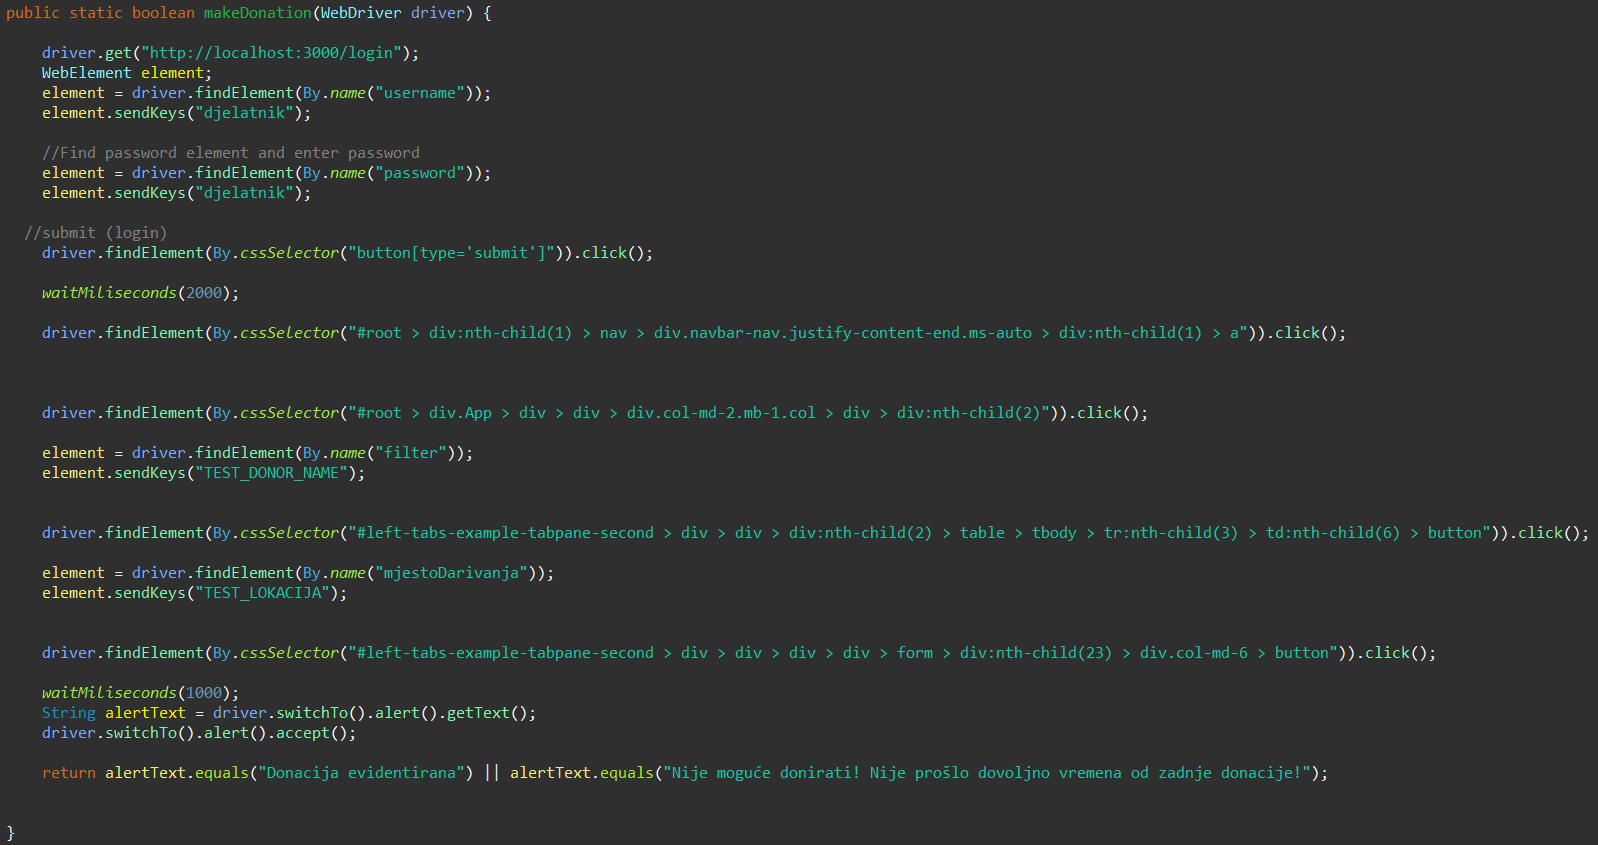 public static boolean makeDonation(WebDriver driver) {
driver.get("http://localhost:3000/login");
WebElement element;
element = driver.findElement(By.name("username"));
element.sendKeys("djelatnik");
//Find password element and enter password
element = driver.findElement(By.name("password"));
element.sendKeys("djelatnik");
//submit (login)
driver.findElement(By.cssSelector("button[type='submit']")).click();
waitMiliseconds(2000);
driver.findElement(By.cssSelector("#root > div:nth-child(1) > nav > div.navbar-nav.justify-content-end.ms-auto > div:nth-child(1) > a")).click();
driver.findElement(By.cssSelector("#root > div.App > div > div > div.col-md-2.mb-1.col > div > div:nth-child(2)")).click();
element = driver.findElement(By.name("filter"));
element.sendKeys("TEST_DONOR_NAME");
driver.findElement(By.cssSelector("#left-tabs-example-tabpane-second > div > div > div:nth-child(2) > table > tbody > tr:nth-child(3) > td:nth-child(6) > button")).click();
element = driver.findElement(By.name("mjestoDarivanja"));
element.sendKeys("TEST_LOKACIJA");
driver.findElement(By.cssSelector("#left-tabs-example-tabpane-second > div > div > div > div > form > div:nth-child(23) > div.col-md-6 > button")).click();
waitMiliseconds(1000);
String alertText = driver.switchTo().alert().getText();
driver.switchTo().alert().accept();
return alertText.equals("Donacija evidentirana") || alertText.equals("Nije moguće donirati! Nije prošlo dovoljno vremena od zadnje donacije!");
}